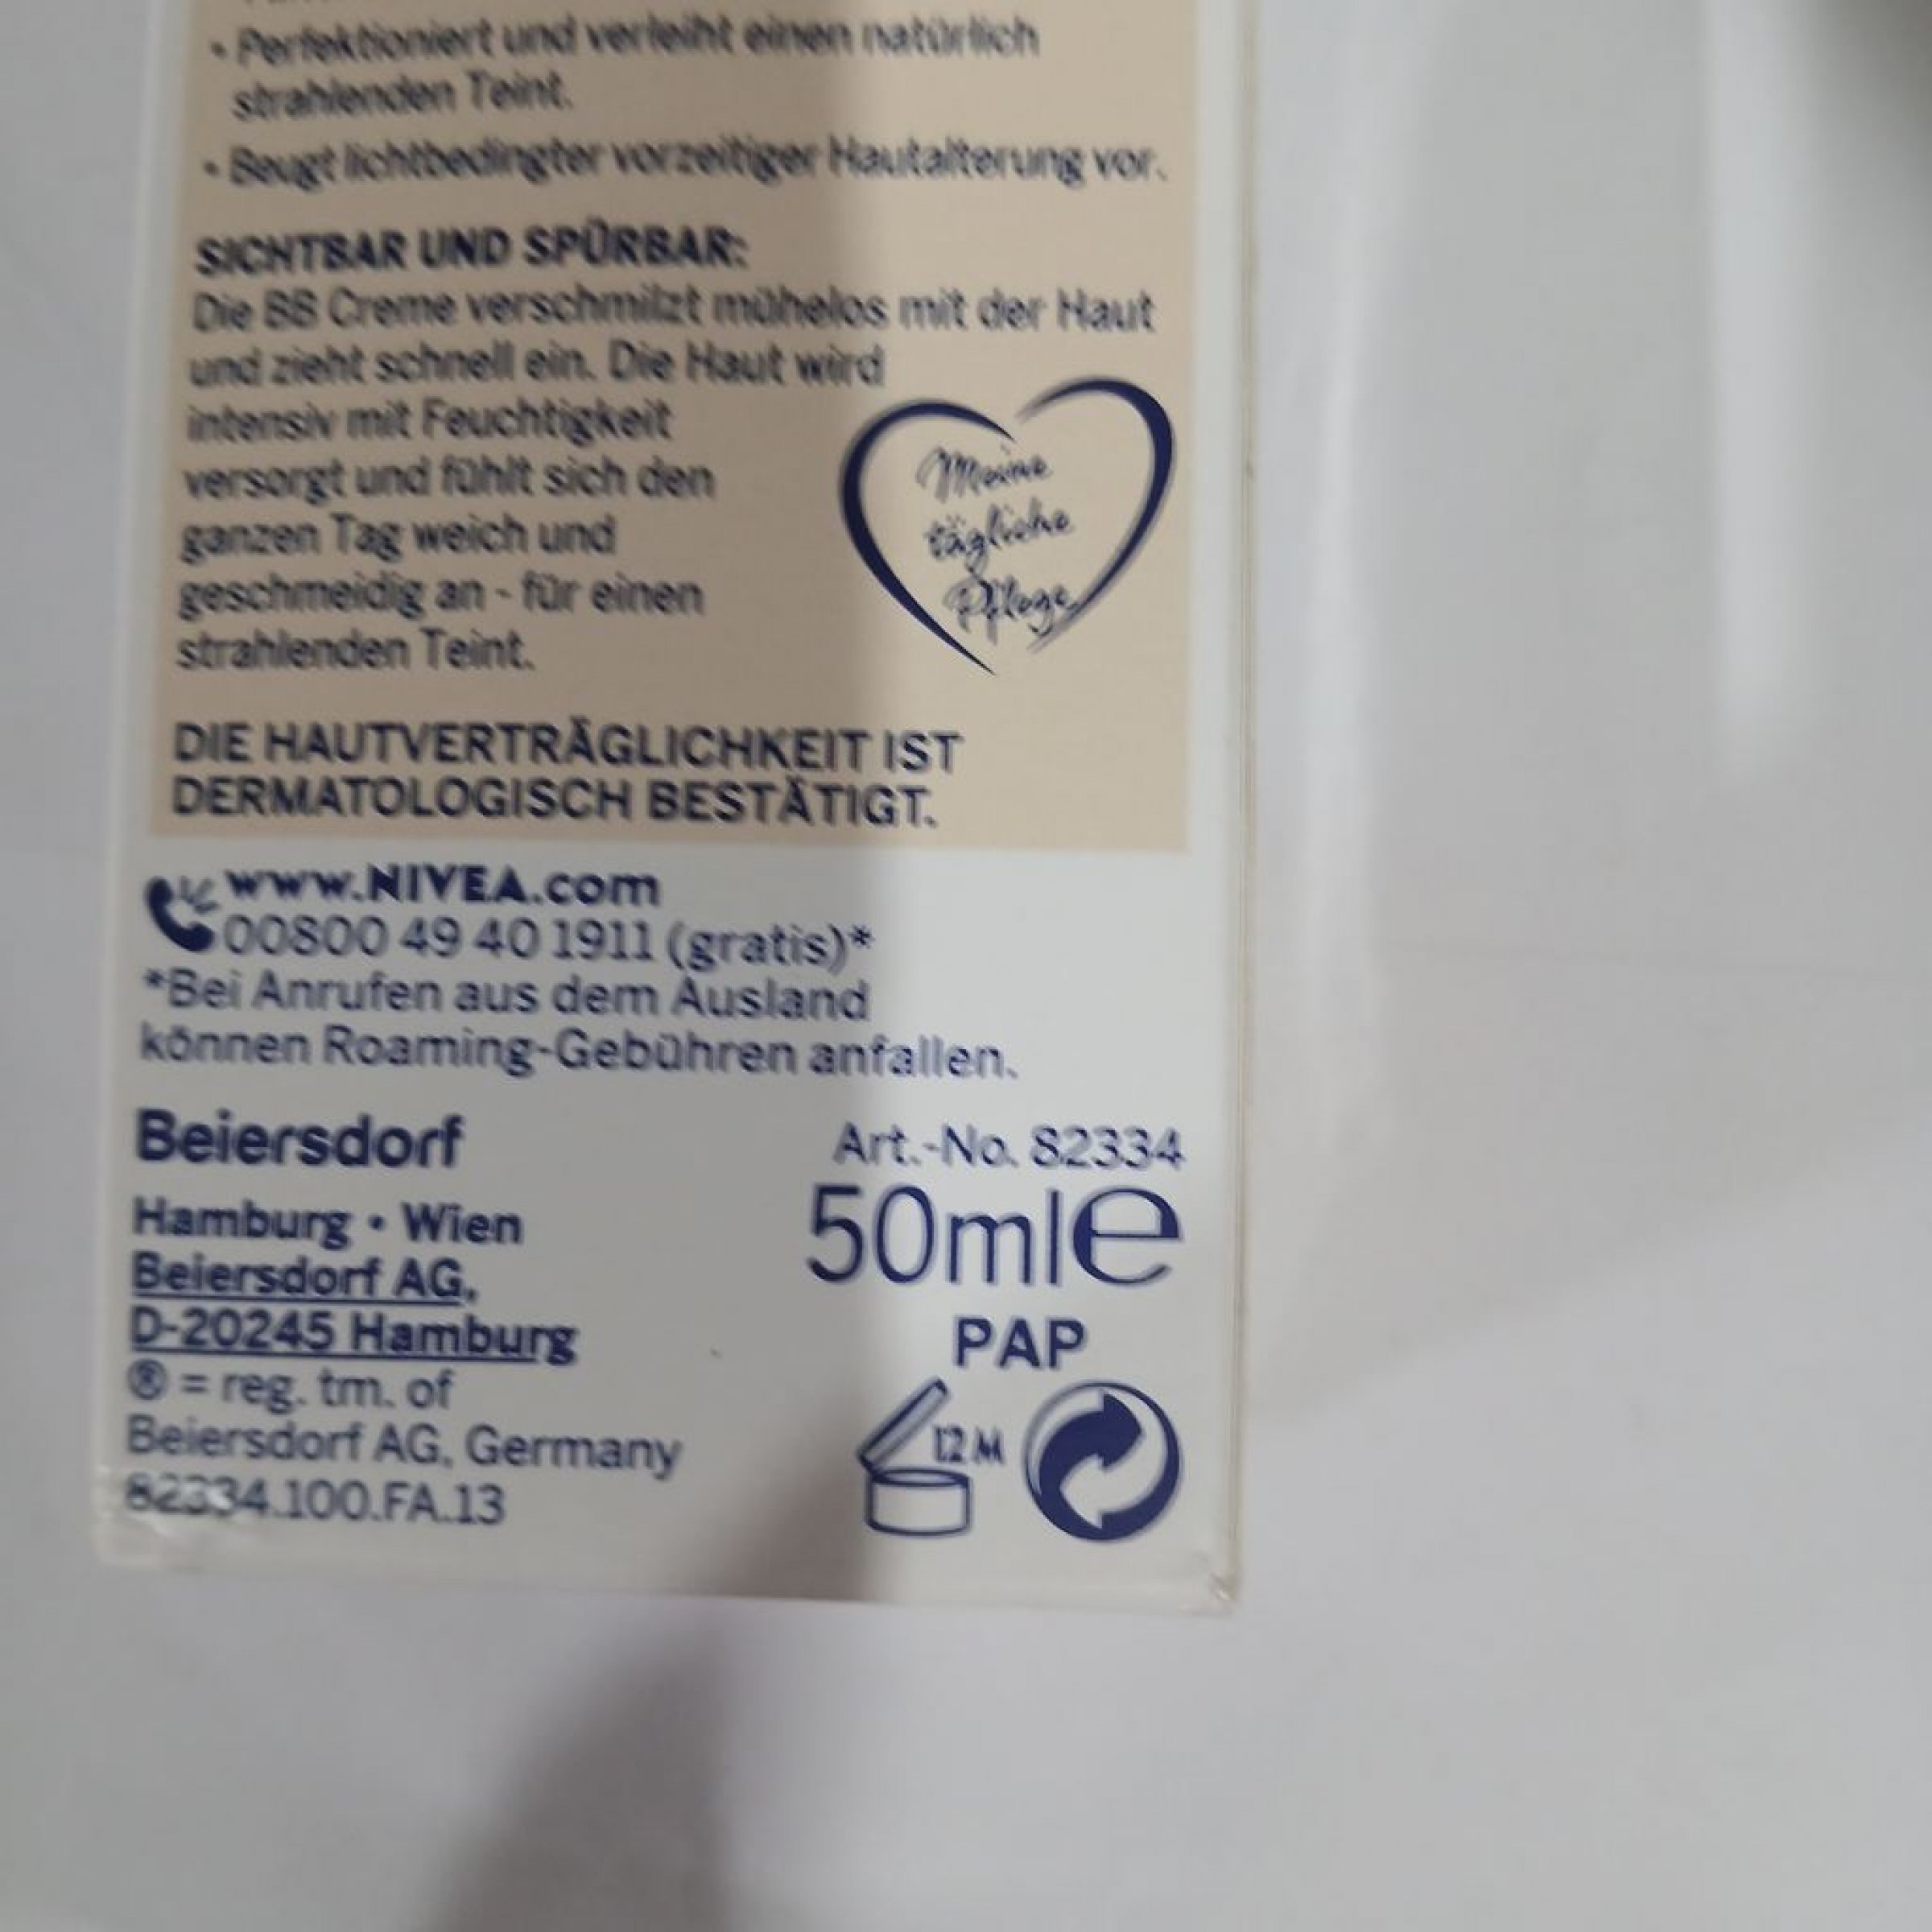 • Perfektioniert und verleiht einen natürlich
strahlenden Teint.
• Beugt lichtbedingter vorzeitiger Hautalterung vor.
SICHTBAR UND SPÜRBAR:
Die BB Creme verschmilzt mühelos mit der Haut
und zieht schnell ein. Die Haut wird
intensiv mit Feuchtigkeit
versorgt und fühlt sich den
ganzen Tag weich und
geschmeidig an - für einen
strahlenden Teint.
Meine
tägliche
Pflege
DIE HAUTVERTRÄGLICHKEIT IST
DERMATOLOGISCH BESTÄTIGT.
www.NIVEA.com
00800 49 40 1911 (gratis)*
*Bei Anrufen aus dem Ausland
können Roaming-Gebühren anfallen.
Beiersdorf
Hamburg • Wien
Beiersdorf AG,
D-20245 Hamburg
® = reg. tm. of
Beiersdorf AG, Germany
82334.100.FA.13
Art.-No. 82334
50ml℮
PAP
12 M